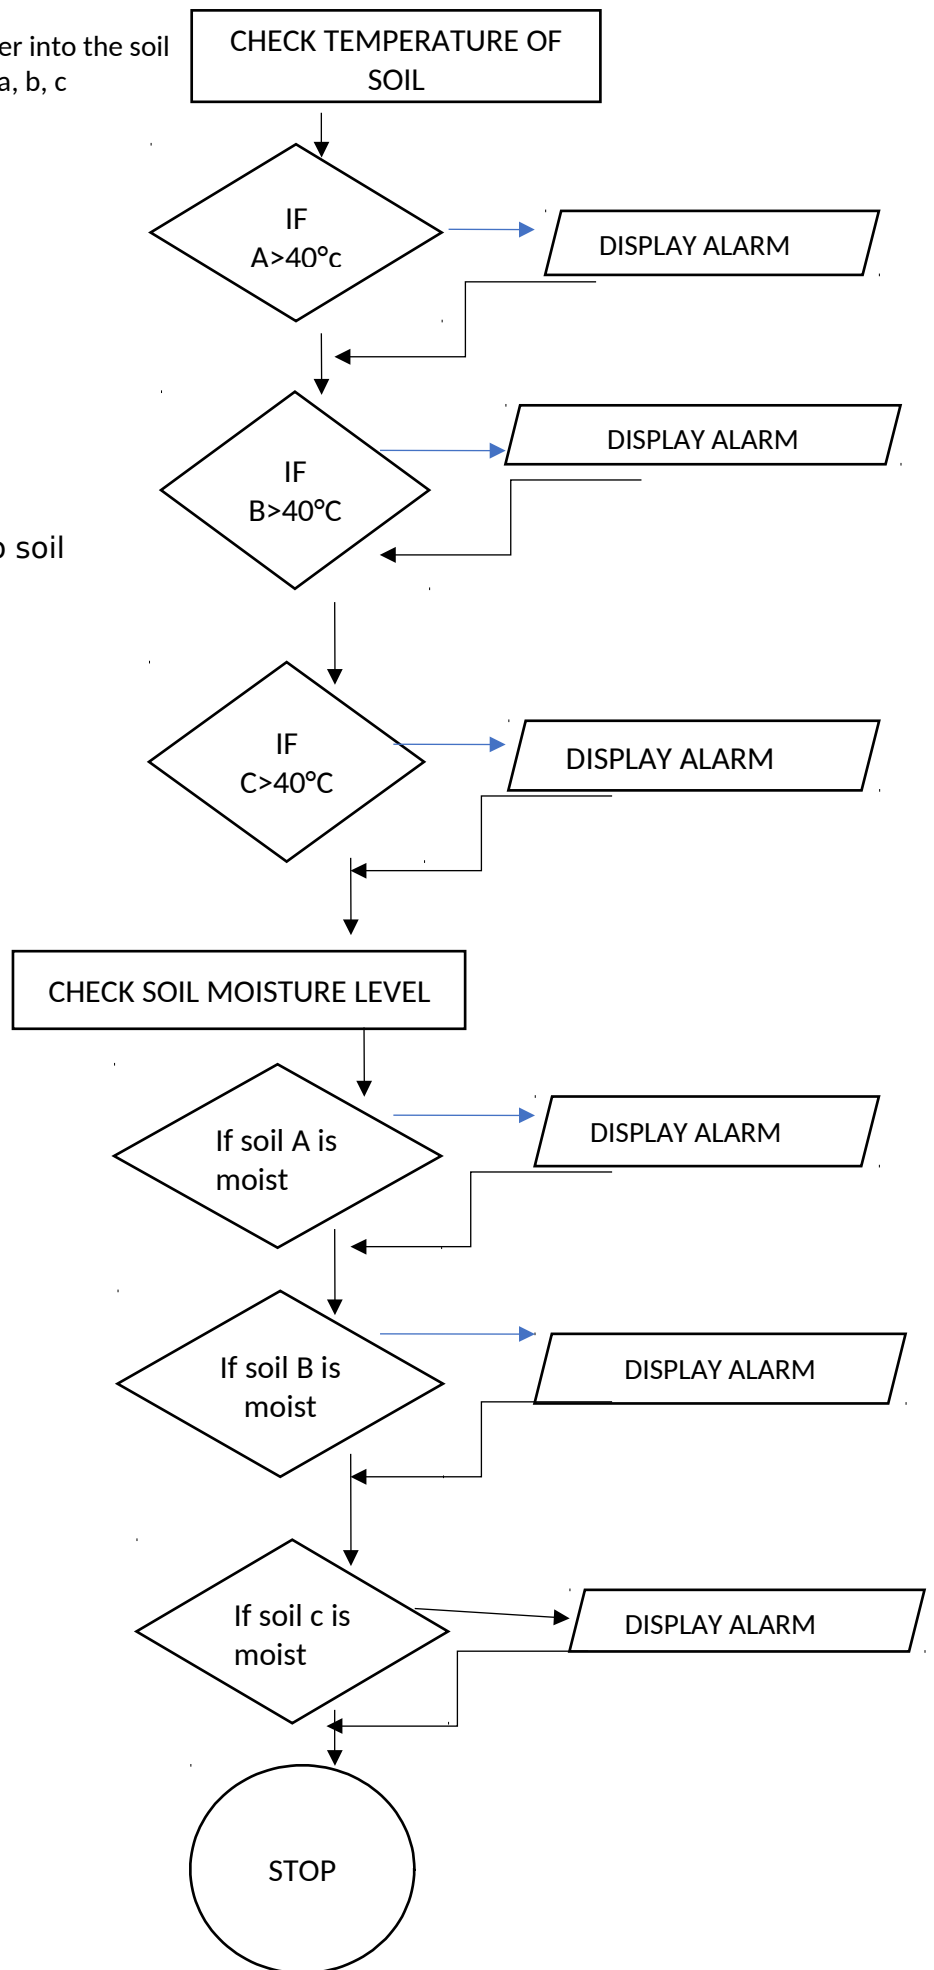 er into the soil
a, b, c
CHECK TEMPERATURE OF
SOIL
IF
A>40°c
DISPLAY ALARM
IF
B>40°C
DISPLAY ALARM
o soil
IF
C>40°C
DISPLAY ALARM
CHECK SOIL MOISTURE LEVEL
If soil A is
moist
DISPLAY ALARM
If soil B is
moist
DISPLAY ALARM
If soil c is
moist
DISPLAY ALARM
STOP